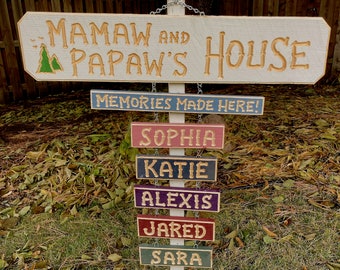 MAMAW AND
PAPAW'S HOUSE
MEMORIES MADE HERE!
SOPHIA
KATIE
ALEXIS
JARED
SARA